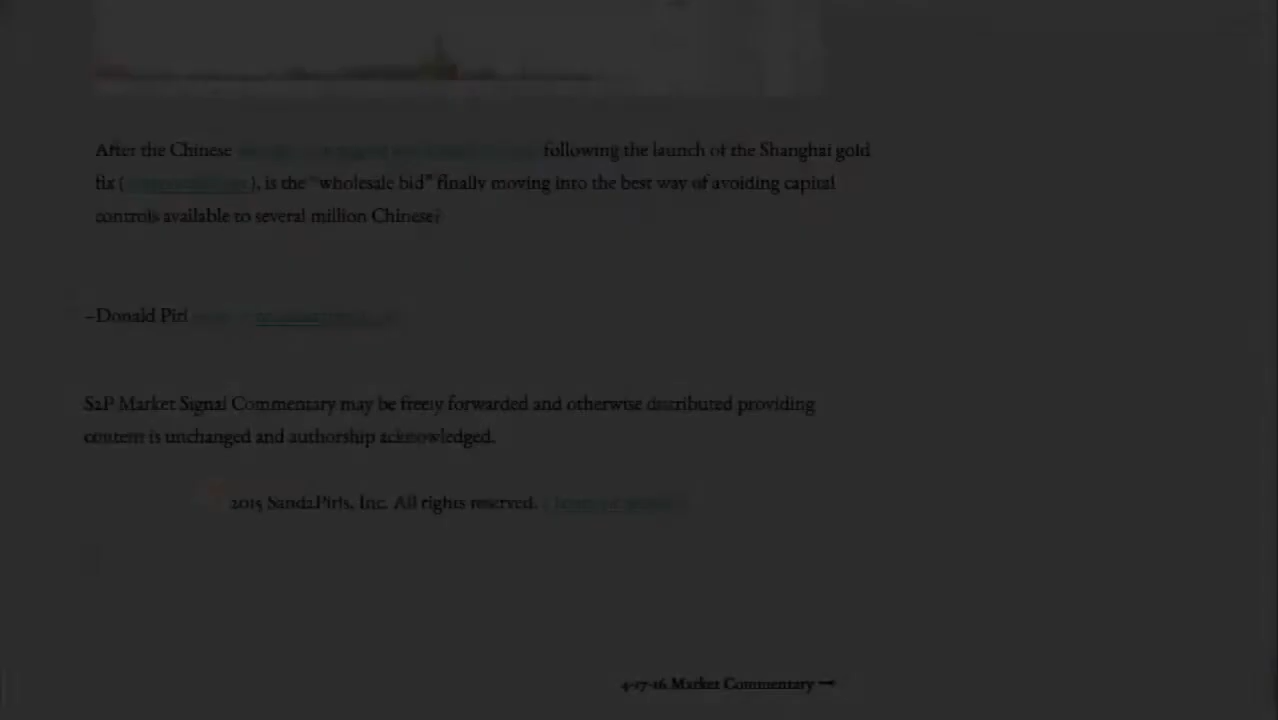 After the Chinese following the launch of the Shanghai gold
fix ( ), is the "wholesale bid" finally moving into the best way of avoiding capital
controls available to several million Chinese?
–Donald Pirl
S2P Market Signal Commentary may be freely forwarded and otherwise distributed providing
content is unchanged and authorship acknowledged.
2015 Sand2Pirls, Inc. All rights reserved.
4-17-16 Market Commentary →